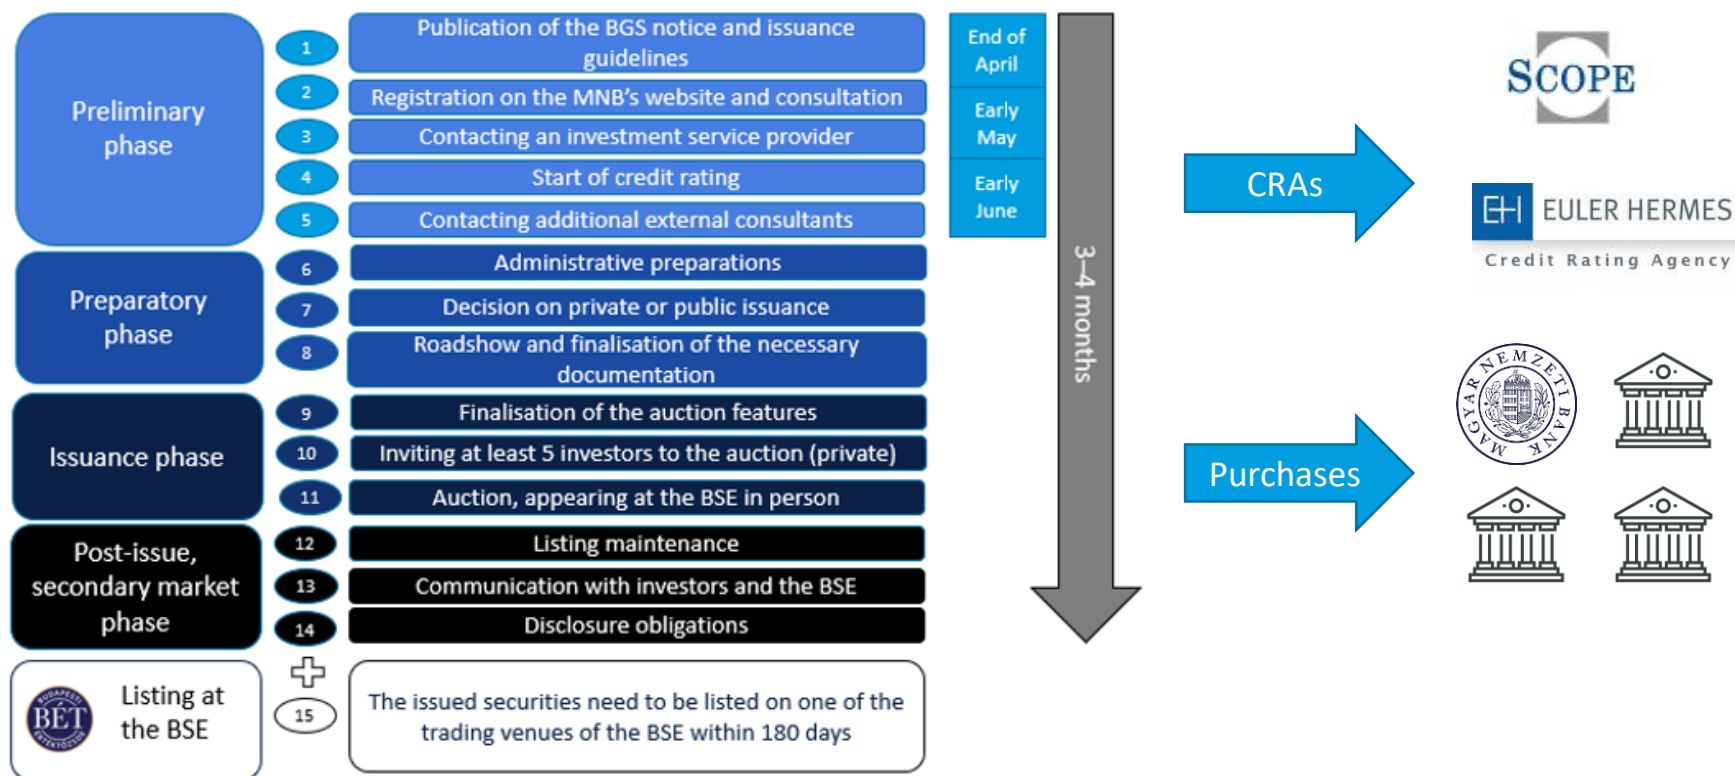 Preliminary
phase
1
Publication of the BGS notice and issuance
guidelines
2
Registration on the MNB's website and consultation
3
Contacting an investment service provider
4
Start of credit rating
5
Contacting additional external consultants
End of
April
Early
May
Early
June
Preparatory
phase
6
Administrative preparations
7
Decision on private or public issuance
8
Roadshow and finalisation of the necessary
documentation
Issuance phase
9
Finalisation of the auction features
10
Inviting at least 5 investors to the auction (private)
11
Auction, appearing at the BSE in person
Post-issue,
secondary market
phase
12
Listing maintenance
13
Communication with investors and the BSE
14
Disclosure obligations
BUDAPESTI
BÉT
ÉRTÉKTŐZSDE
Listing at
the BSE
15
The issued securities need to be listed on one of the
trading venues of the BSE within 180 days
3–4 months
CRAs
SCOPE
EH EULER HERMES
Credit Rating Agency
Purchases
MAGYAR NEMZETI BANK